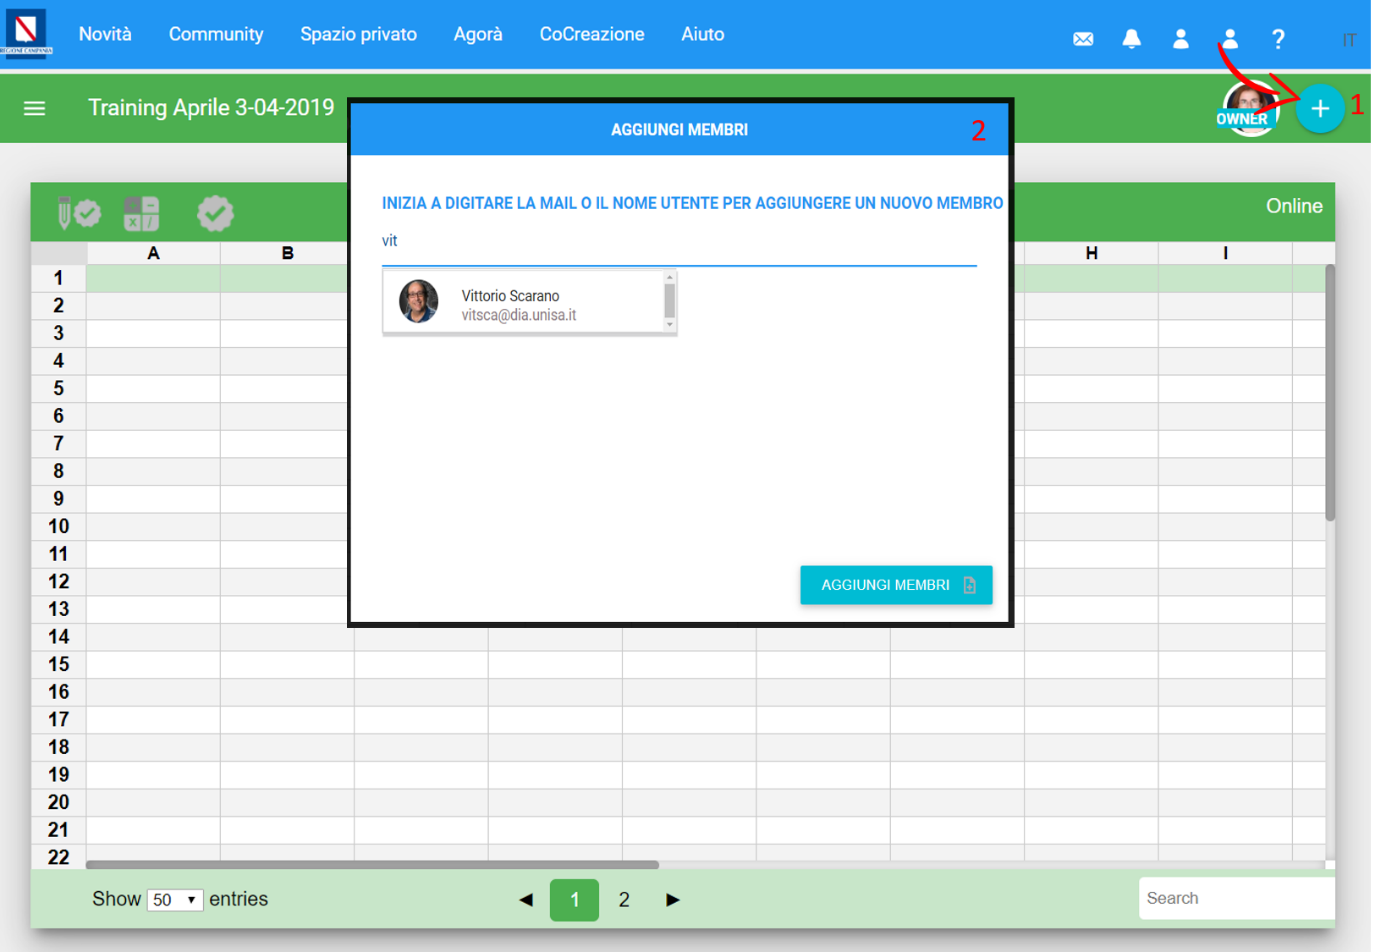 Novità Community Spazio privato Agorà CoCreazione Aiuto ? IT
REGIONE CAMPANIA
Training Aprile 3-04-2019
OWNER + 1
AGGIUNGI MEMBRI 2
INIZIA A DIGITARE LA MAIL O IL NOME UTENTE PER AGGIUNGERE UN NUOVO MEMBRO
vit
Vittorio Scarano
vitsca@dia.unisa.it
AGGIUNGI MEMBRI
Online
A B H I
1
2
3
4
5
6
7
8
9
10
11
12
13
14
15
16
17
18
19
20
21
22
Show 50 entries
1 2
Search